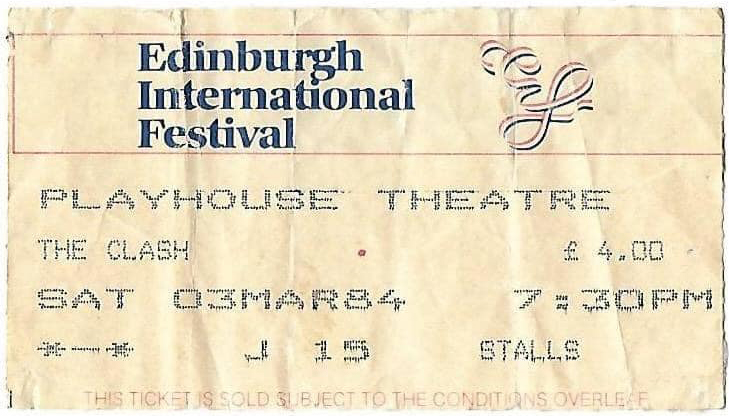 Edinburgh
International
Festival
PLAYHOUSE THEATRE
THE CLASH £ 4.00
SAT 03MAR84 7:30PM
*-* J 15 STALLS
THIS TICKET IS SOLD SUBJECT TO THE CONDITIONS OVERLEAF